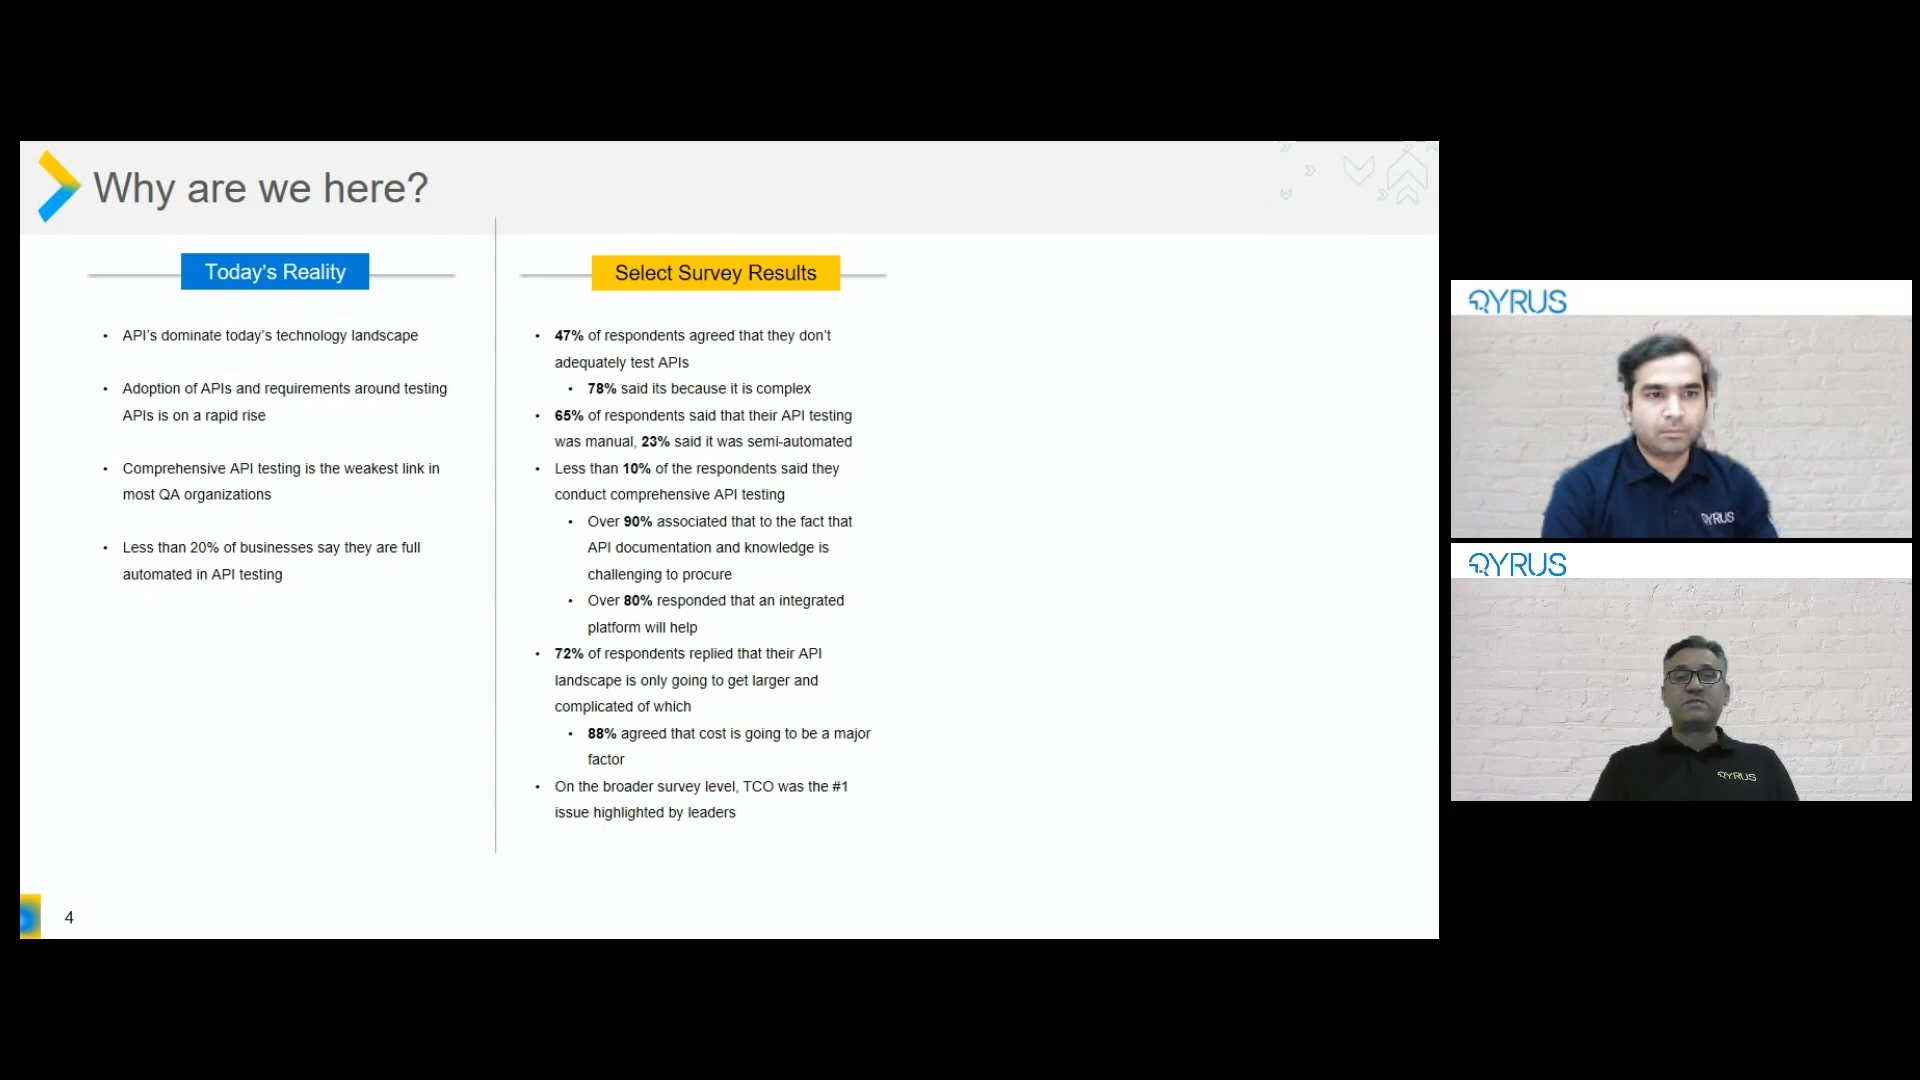 Why are we here?
Today's Reality
• API's dominate today's technology landscape
• Adoption of APIs and requirements around testing
APIs is on a rapid rise
• Comprehensive API testing is the weakest link in
most QA organizations
• Less than 20% of businesses say they are full
automated in API testing
Select Survey Results
• 47% of respondents agreed that they don't
adequately test APIs
• 78% said its because it is complex
• 65% of respondents said that their API testing
was manual, 23% said it was semi-automated
• Less than 10% of the respondents said they
conduct comprehensive API testing
• Over 90% associated that to the fact that
API documentation and knowledge is
challenging to procure
• Over 80% responded that an integrated
platform will help
• 72% of respondents replied that their API
landscape is only going to get larger and
complicated of which
• 88% agreed that cost is going to be a major
factor
• On the broader survey level, TCO was the #1
issue highlighted by leaders
4
QYRUS
QYRUS
QYRUS
QYRUS